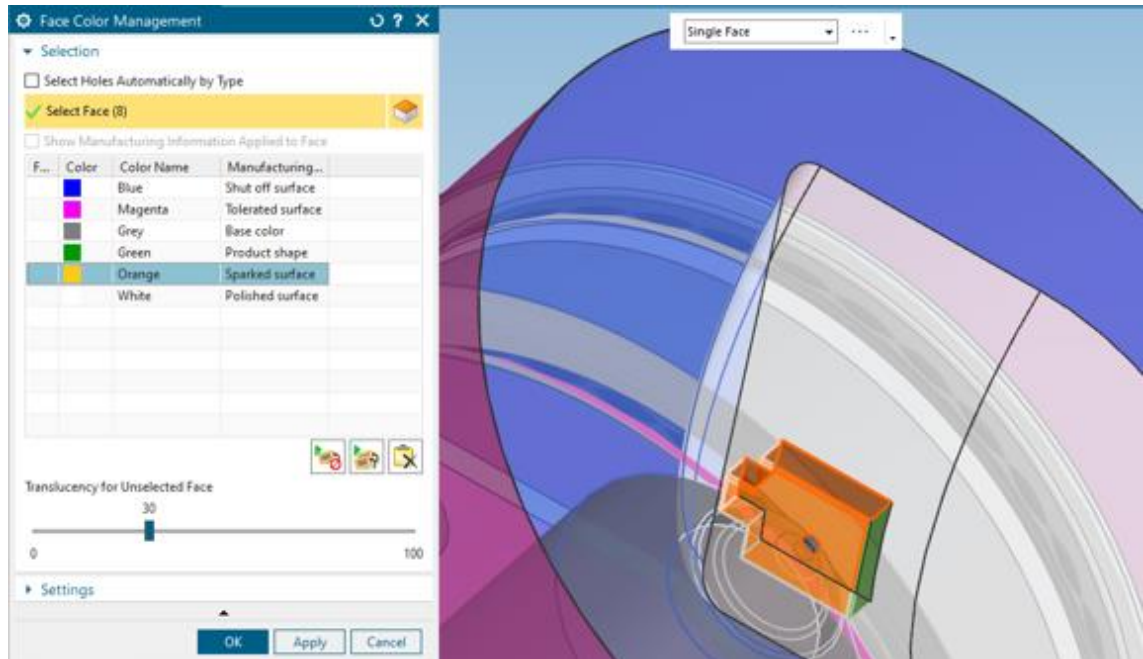 Face Color Management
Selection
Select Holes Automatically by Type
Select Face (8)
Show Manufacturing Information Applied to Face
F... Color Color Name Manufacturing...
Blue Shut off surface
Magenta Tolerated surface
Grey Base color
Green Product shape
Orange Sparked surface
White Polished surface
Translucency for Unselected Face
30
0 100
Settings
OK Apply Cancel
Single Face